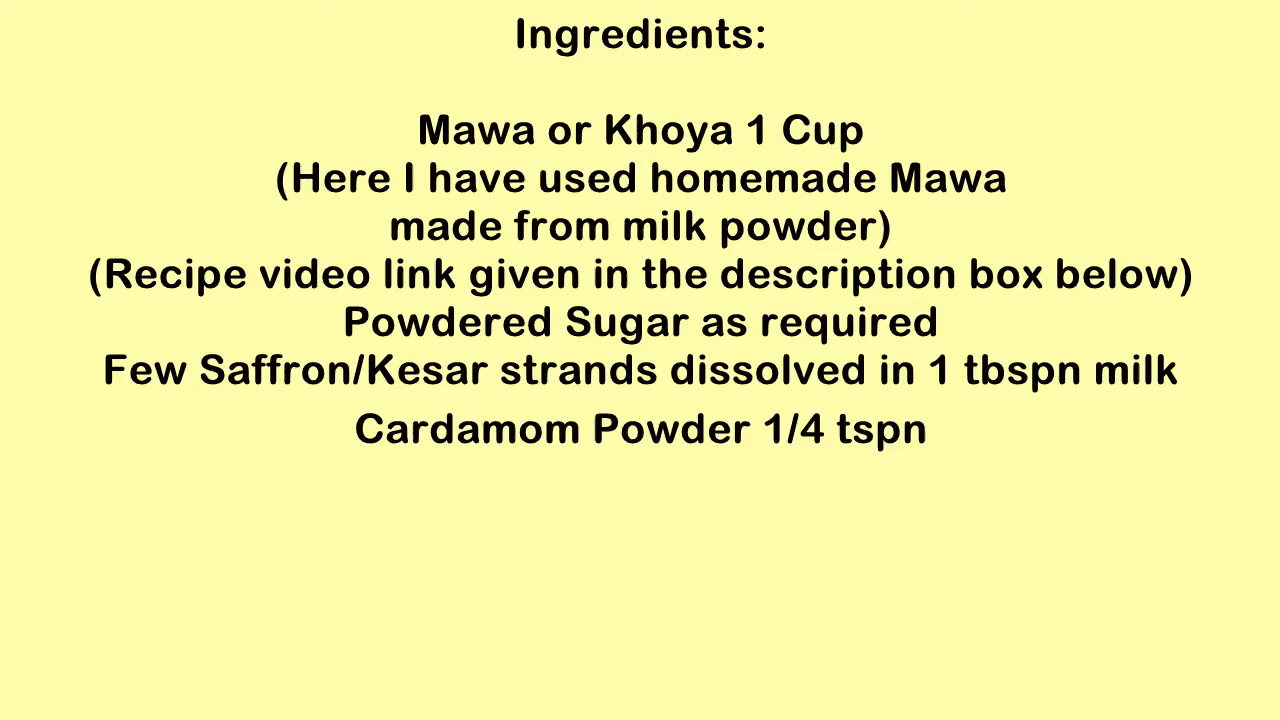 Ingredients:
Mawa or Khoya 1 Cup
(Here I have used homemade Mawa
made from milk powder)
(Recipe video link given in the description box below)
Powdered Sugar as required
Few Saffron/Kesar strands dissolved in 1 tbspn milk
Cardamom Powder 1/4 tspn